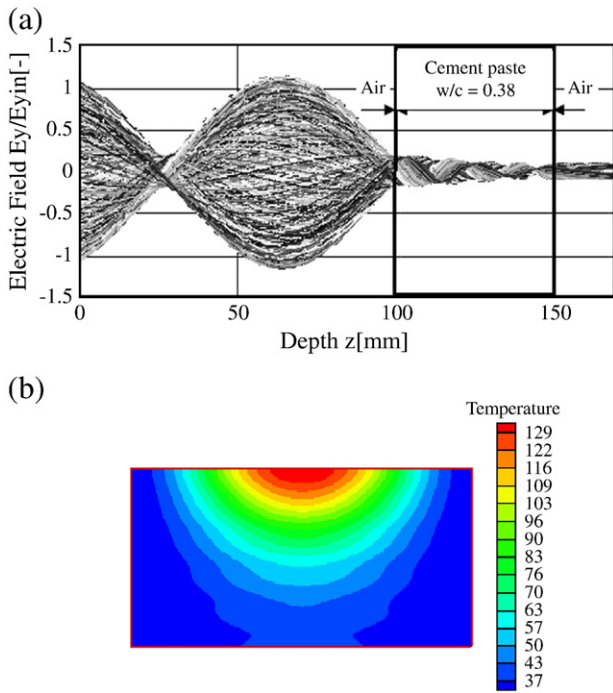 (a)
1.5
1
0.5
0
-0.5
-1
-1.5
Electric Field Ey/Eyin[-]
Air
Cement paste
w/c = 0.38
Air
0
50
100
150
Depth z[mm]
(b)
Temperature
129
122
116
109
103
96
90
83
76
70
63
57
50
43
37